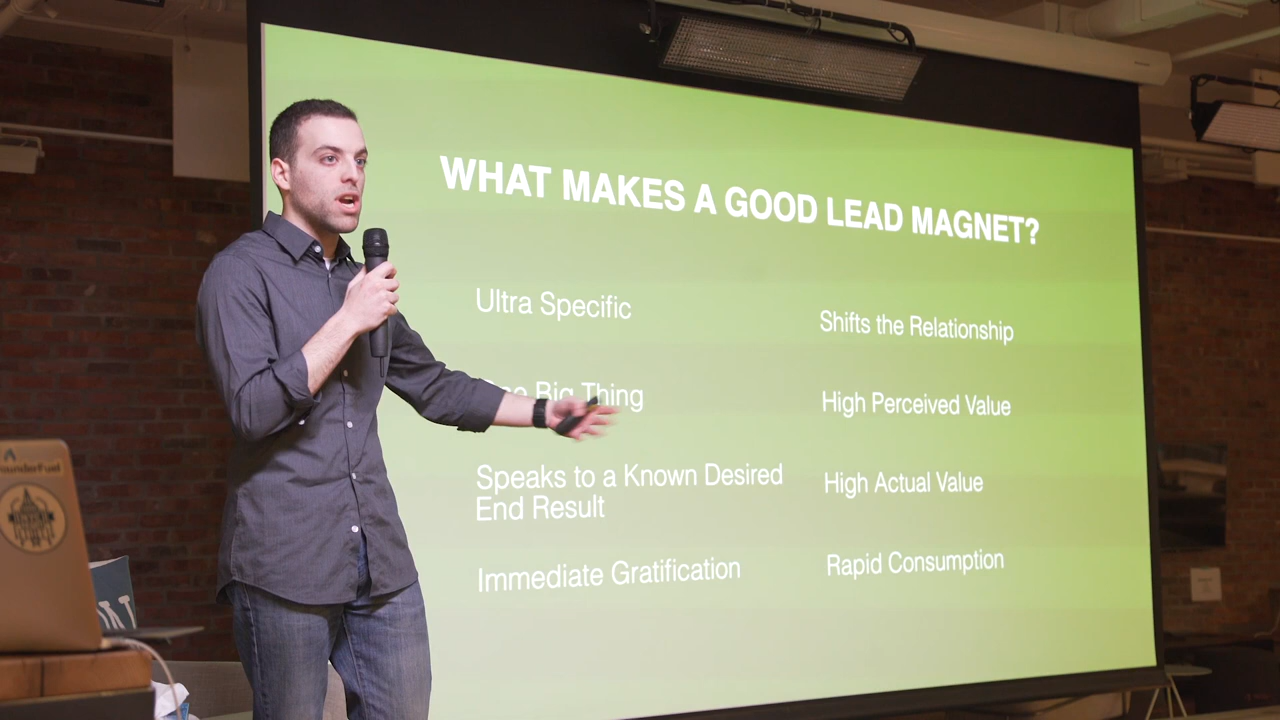 WHAT MAKES A GOOD LEAD MAGNET?
Ultra Specific
Big Thing
Speaks to a Known Desired
End Result
Immediate Gratification
Shifts the Relationship
High Perceived Value
High Actual Value
Rapid Consumption